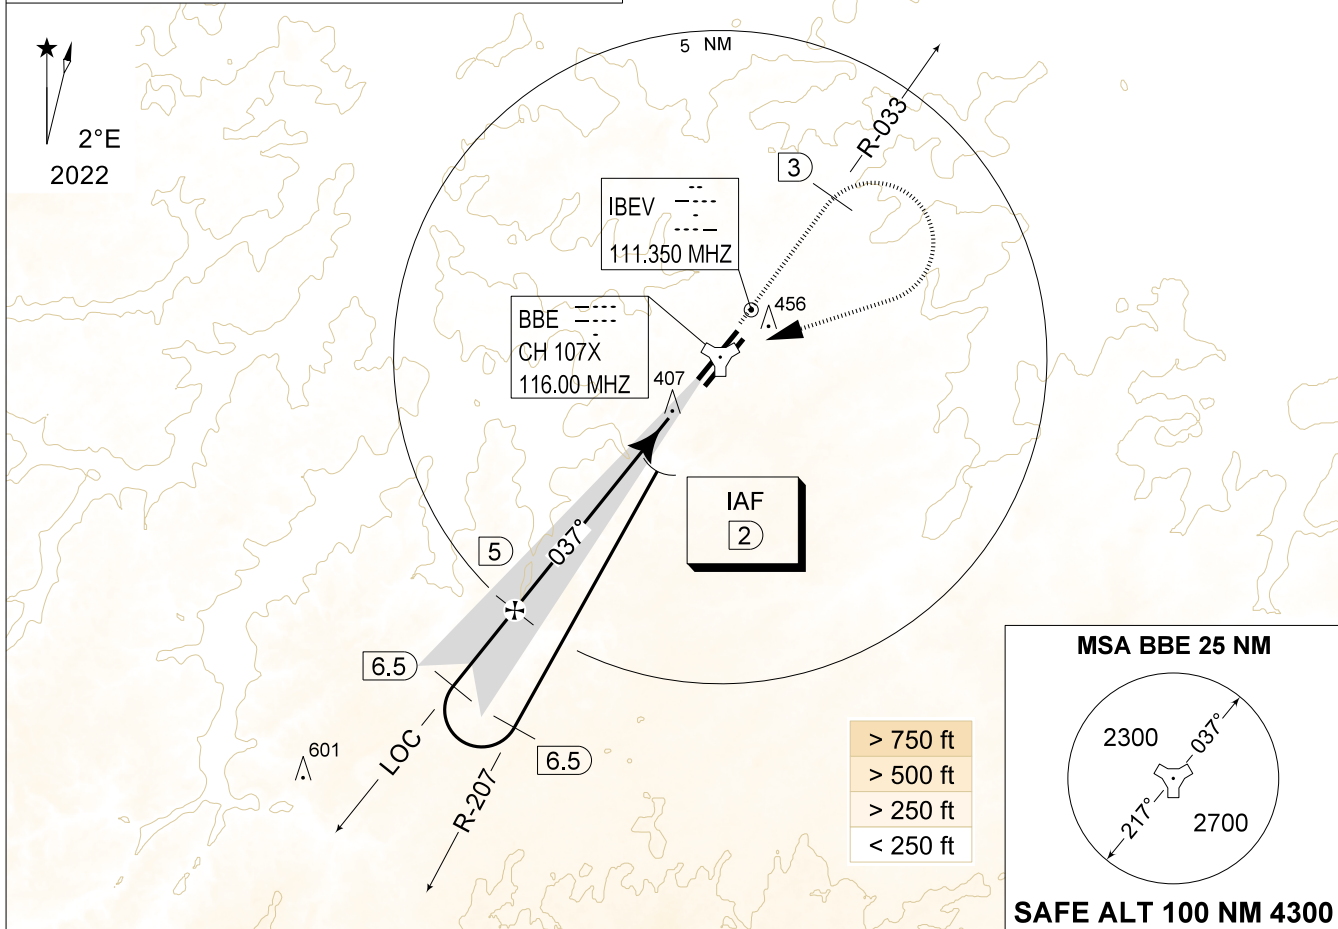 5 NM
2°E
2022
R-033
3
IBEV
111.350 MHZ
456
BBE
CH 107X
116.00 MHZ
407
IAF
2
037°
5
6.5
6.5
LOC
R-207
601
> 750 ft
> 500 ft
> 250 ft
< 250 ft
MSA BBE 25 NM
2300
037°
217°
2700
SAFE ALT 100 NM 4300